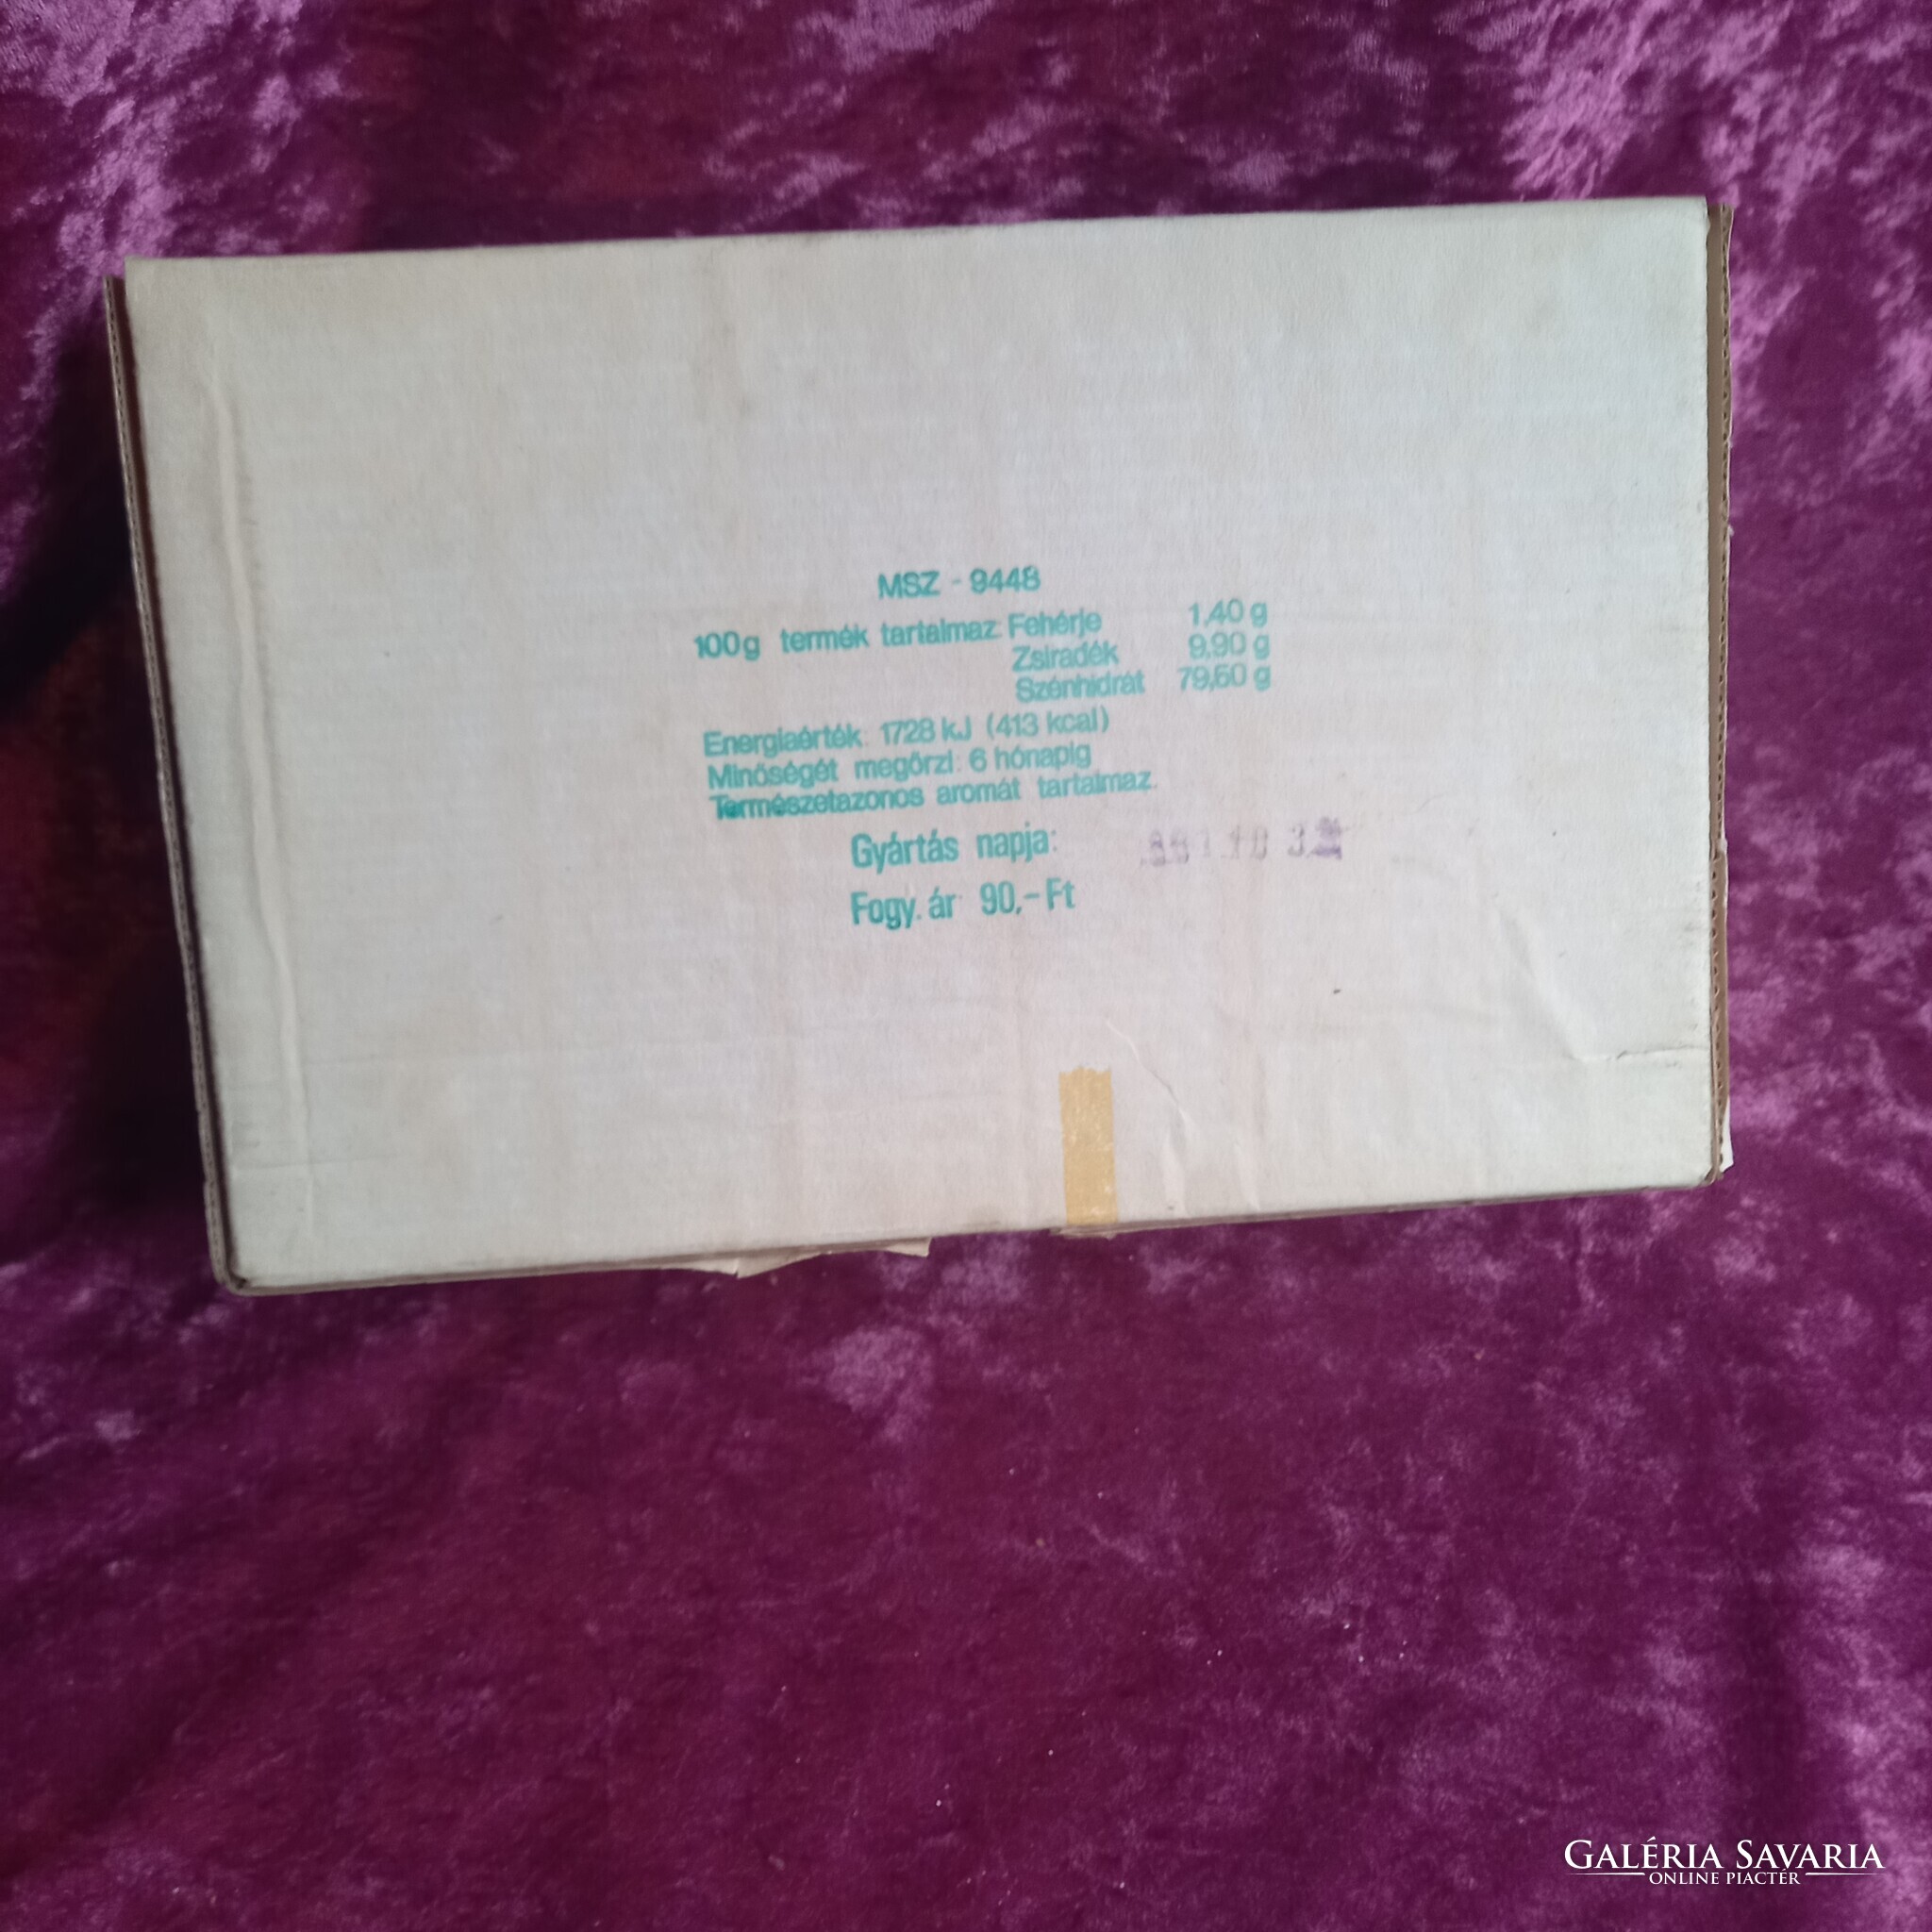 MSZ - 9448
100g termék tartalmaz: Fehérje 1,40 g
Zsiradék 9,90 g
Szénhidrát 79,60 g
Energiaérték: 1728 kJ (413 kcal)
Minőségét megőrzi: 6 hónapig
Természetazonos aromát tartalmaz.
Gyártás napja:
Fogy. ár 90,-Ft
GALÉRIA SAVARIA
ONLINE PIACTÉR